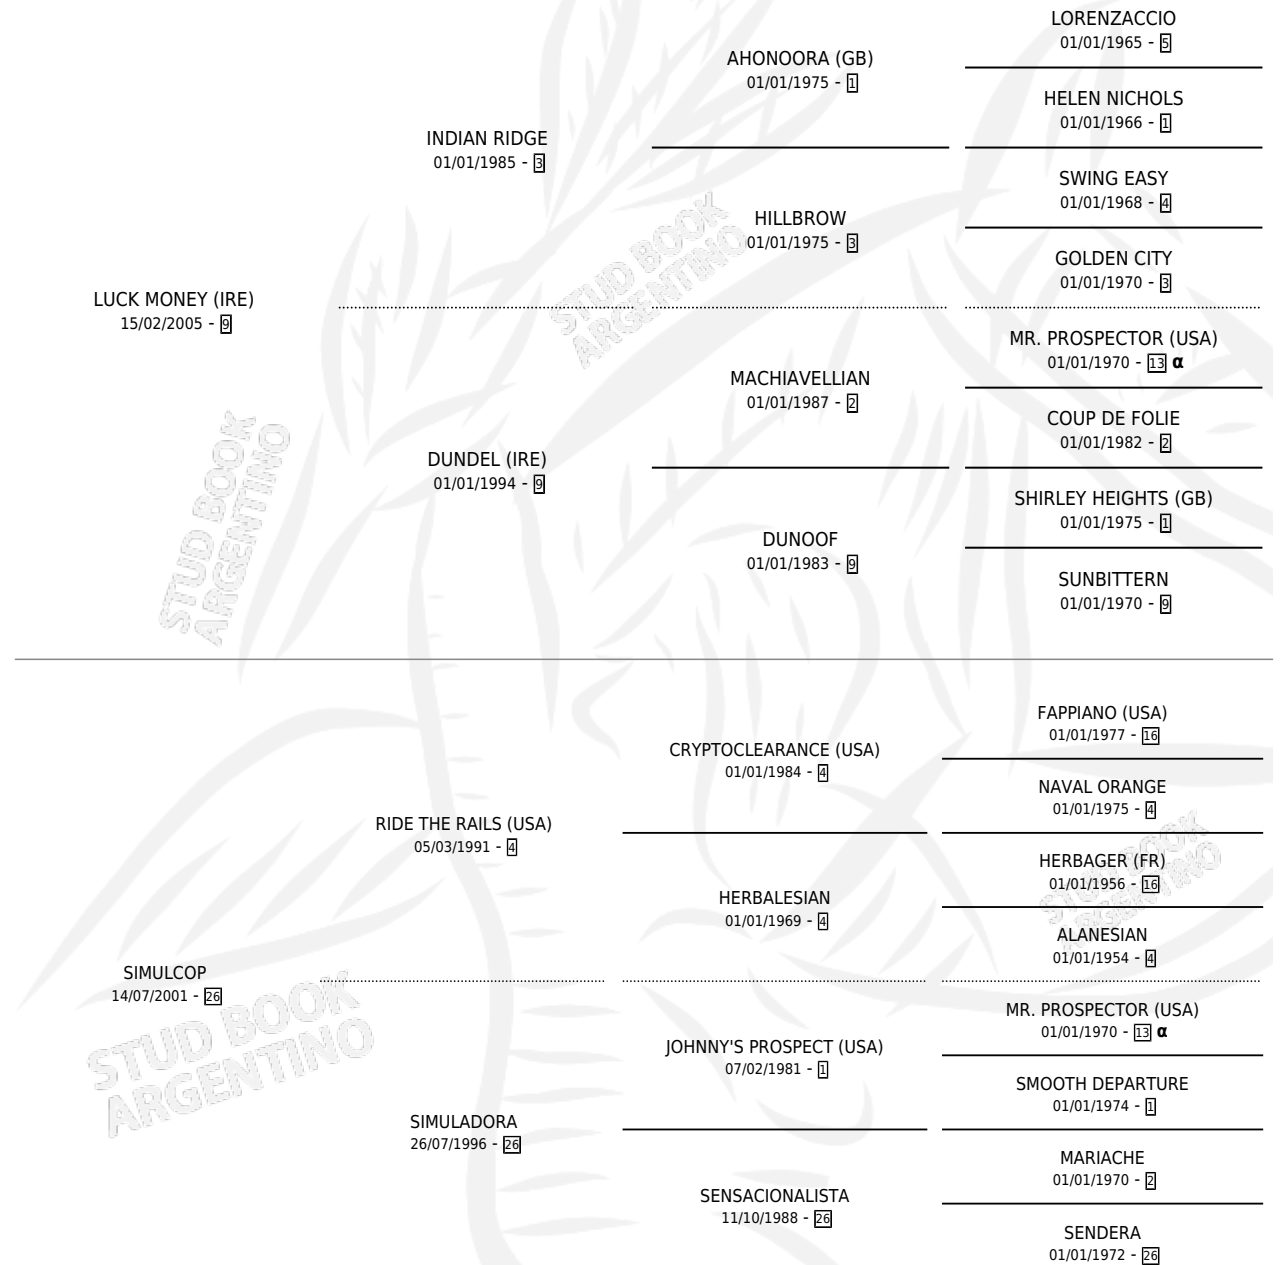 LORENZACCIO
01/01/1965 - 5
AHONOORA (GB)
01/01/1975 - 1
HELEN NICHOLS
01/01/1966 - 1
INDIAN RIDGE
01/01/1985 - 3
SWING EASY
01/01/1968 - 4
HILLBROW
01/01/1975 - 3
GOLDEN CITY
01/01/1970 - 3
LUCK MONEY (IRE)
15/02/2005 - 9
MR. PROSPECTOR (USA)
01/01/1970 - 13 α
MACHIAVELLIAN
01/01/1987 - 2
COUP DE FOLIE
01/01/1982 - 2
DUNDEL (IRE)
01/01/1994 - 9
SHIRLEY HEIGHTS (GB)
01/01/1975 - 1
DUNOOF
01/01/1983 - 9
SUNBITTERN
01/01/1970 - 9
FAPPIANO (USA)
01/01/1977 - 16
CRYPTOCLEARANCE (USA)
01/01/1984 - 4
NAVAL ORANGE
01/01/1975 - 4
RIDE THE RAILS (USA)
05/03/1991 - 4
HERBAGER (FR)
01/01/1956 - 16
HERBALESIAN
01/01/1969 - 4
ALANESIAN
01/01/1954 - 4
SIMULCOP
14/07/2001 - 26
MR. PROSPECTOR (USA)
01/01/1970 - 13 α
JOHNNY'S PROSPECT (USA)
07/02/1981 - 1
SMOOTH DEPARTURE
01/01/1974 - 1
SIMULADORA
26/07/1996 - 26
MARIACHE
01/01/1970 - 2
SENSACIONALISTA
11/10/1988 - 26
SENDERA
01/01/1972 - 26
STUD BOOK
ARGENTINO
STUD BOOK
ARGENTINO
STUD BOOK
ARGENTINO
STUD BOOK
ARGENTINO